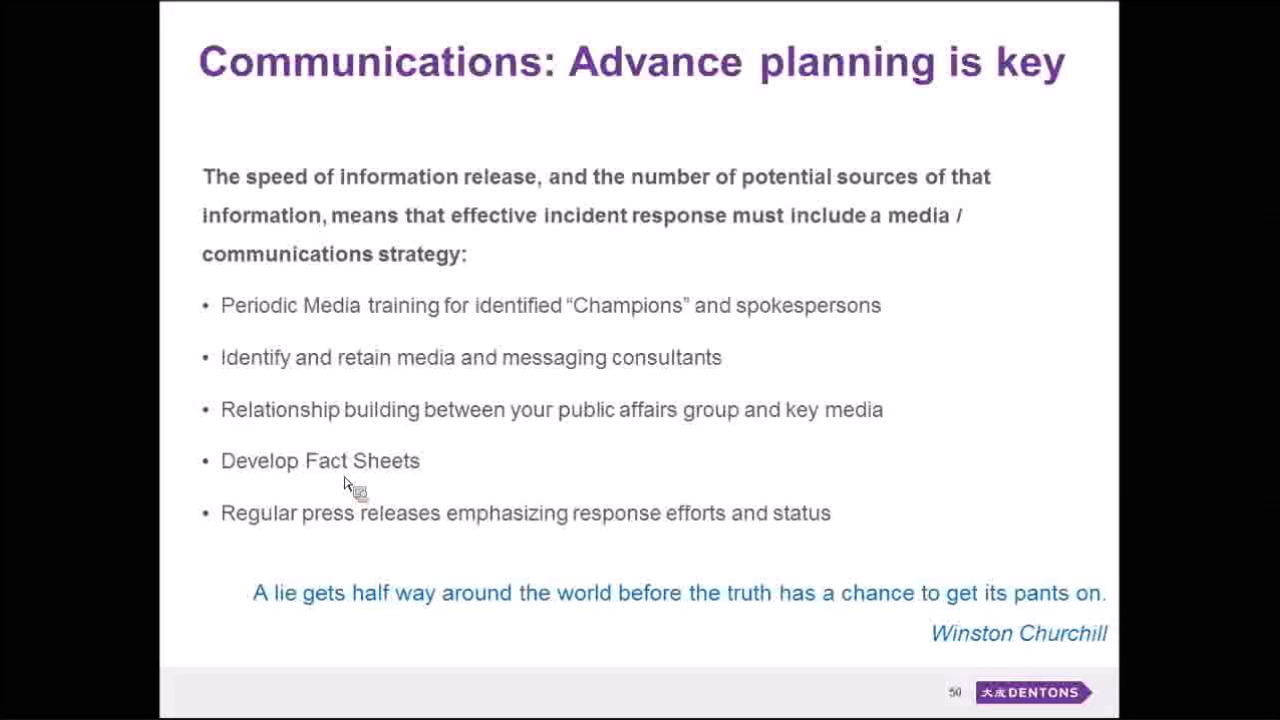 Communications: Advance planning is key
The speed of information release, and the number of potential sources of that
information, means that effective incident response must include a media /
communications strategy:
• Periodic Media training for identified “Champions” and spokespersons
• Identify and retain media and messaging consultants
• Relationship building between your public affairs group and key media
• Develop Fact Sheets
• Regular press releases emphasizing response efforts and status
A lie gets half way around the world before the truth has a chance to get its pants on.
Winston Churchill
50 大成 DENTONS